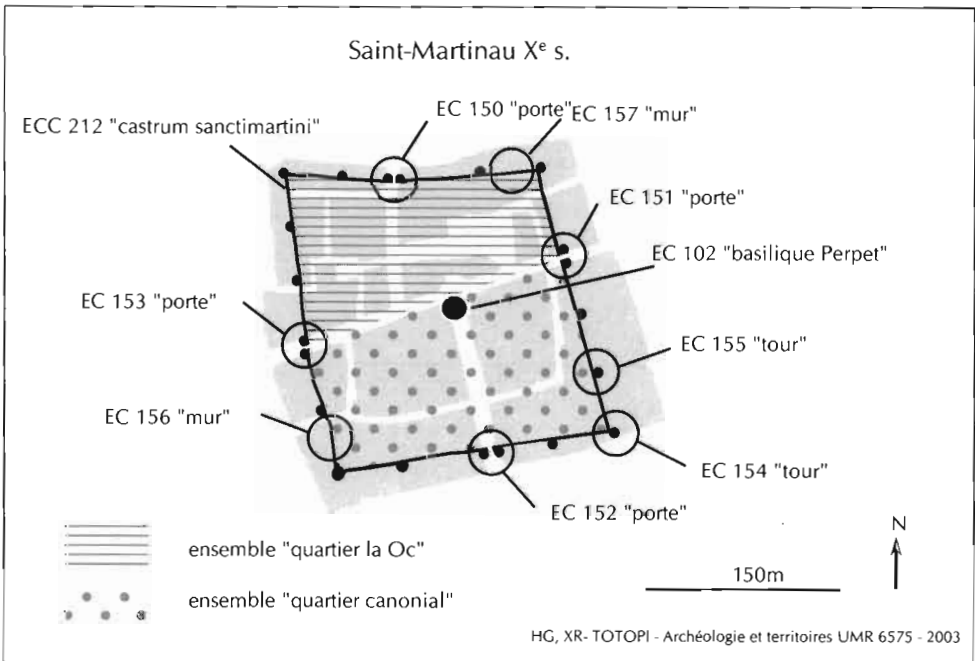 Saint-Martinau Xe s.
EC 150 "porte"
EC 157 "mur"
ECC 212 "castrum sanctimartini"
EC 151 "porte"
EC 102 "basilique Perpet"
EC 153 "porte"
EC 155 "tour"
EC 156 "mur"
EC 154 "tour"
EC 152 "porte"
N
ensemble "quartier la Oc"
150m
ensemble "quartier canonial"
HG, XR- TOTOPI - Archéologie et territoires UMR 6575 - 2003